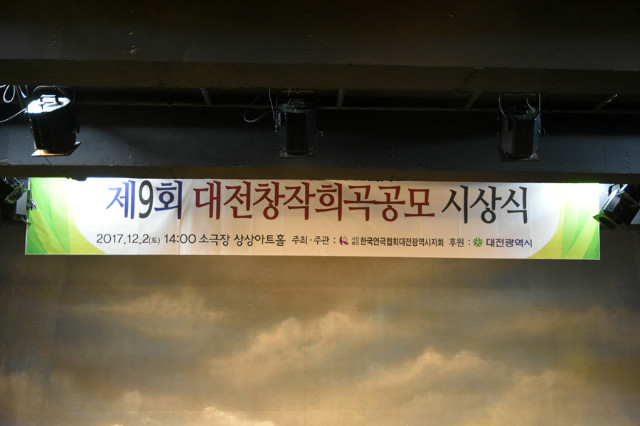 제9회 대전창작희곡공모 시상식
2017.12.2(토) 14:00 소극장 상상아트홀 주최·주관 : 한국연극협회대전광역시지회 후원 : 대전광역시